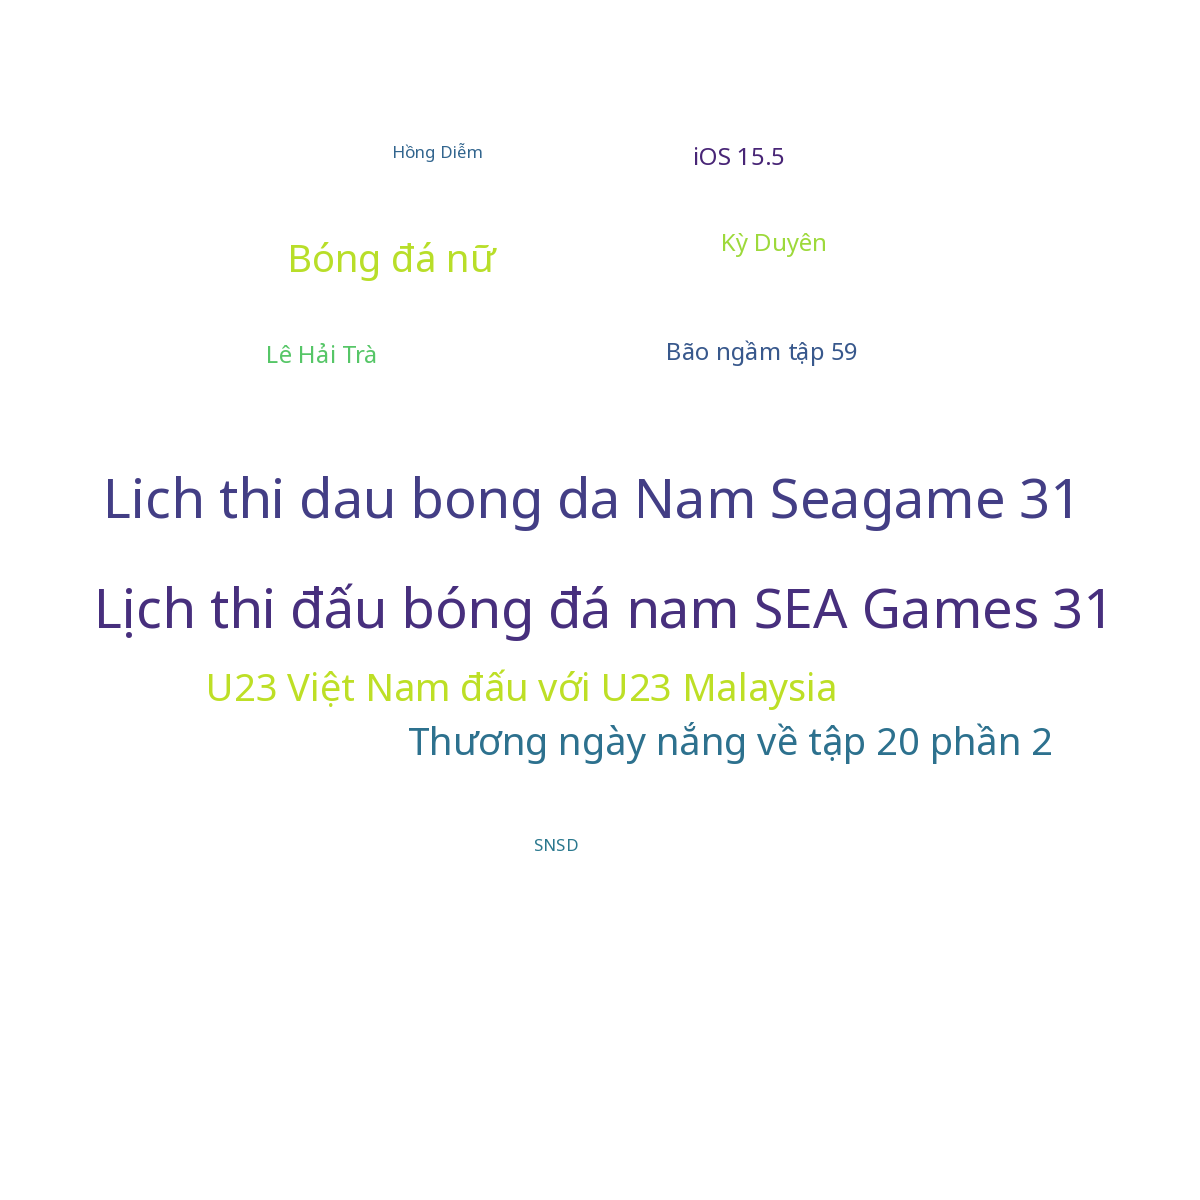 Hồng Diễm
iOS 15.5
Bóng đá nữ
Kỳ Duyên
Lê Hải Trà
Bão ngầm tập 59
Lich thi dau bong da Nam Seagame 31
Lịch thi đấu bóng đá nam SEA Games 31
U23 Việt Nam đấu với U23 Malaysia
Thương ngày nắng về tập 20 phần 2
SNSD